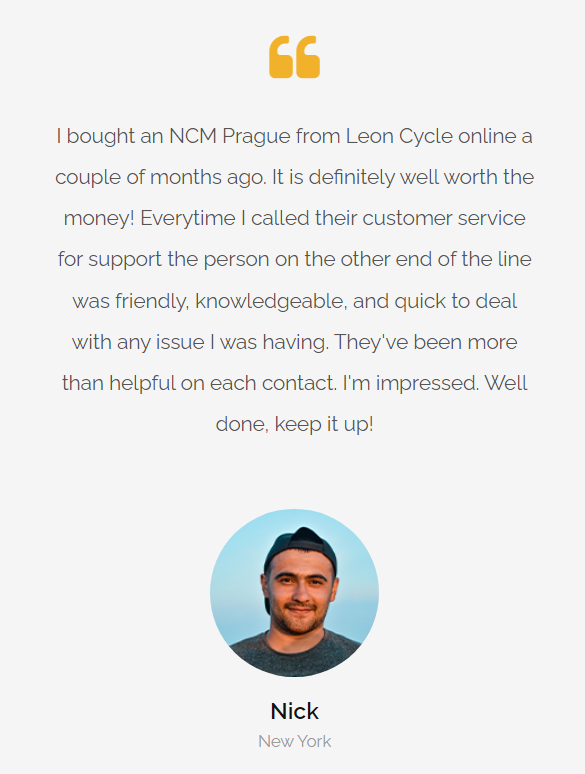 I bought an NCM Prague from Leon Cycle online a
couple of months ago. It is definitely well worth the
money! Everytime I called their customer service
for support the person on the other end of the line
was friendly, knowledgeable, and quick to deal
with any issue I was having. They've been more
than helpful on each contact. I'm impressed. Well
done, keep it up!
Nick
New York